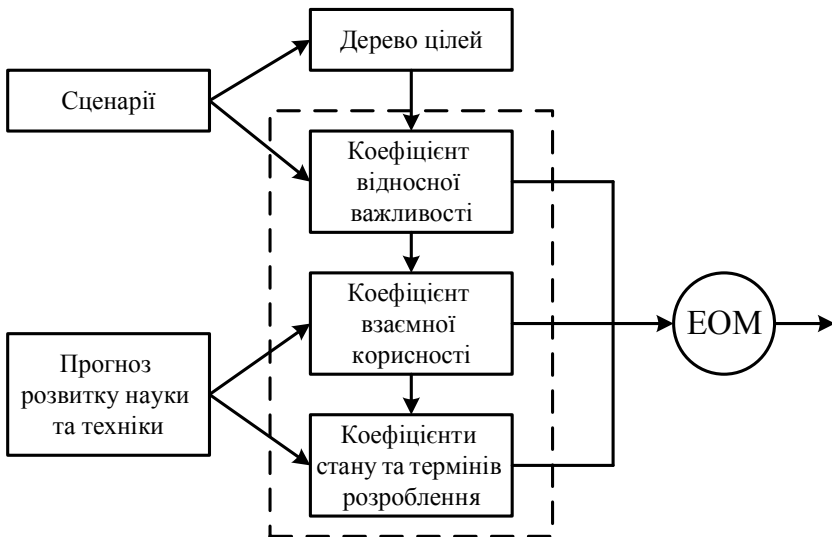 Дерево цілей
Сценарії
Коефіцієнт
відносної
важливості
Коефіцієнт
взаємної
корисності
ЕОМ
Прогноз
розвитку науки
та техніки
Коефіцієнти
стану та термінів
розроблення